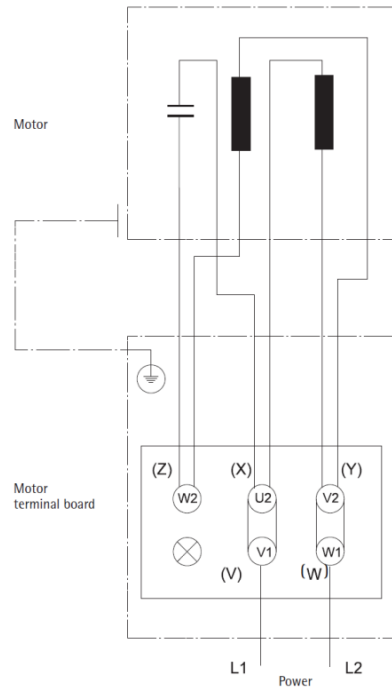 Motor
Motor
terminal board
(Z) (X) (Y)
W2 U2 V2
V1 W1
(V) (W)
L1 L2
Power